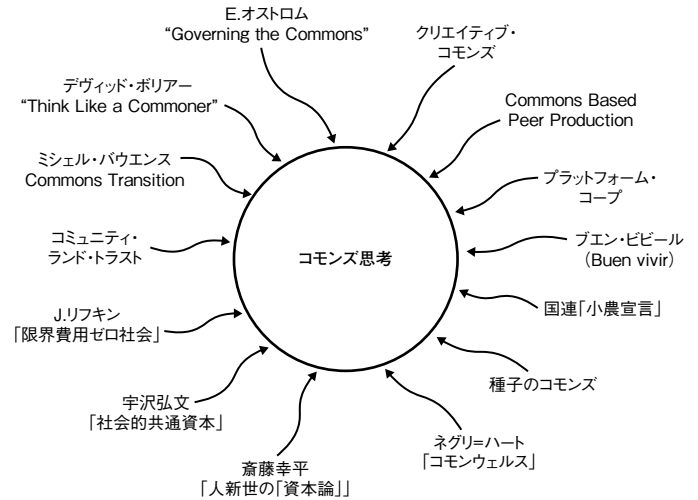 E.オストロム
“Governing the Commons”
クリエイティブ・
コモンズ
デヴィッド・ボリアー
“Think Like a Commoner”
Commons Based
Peer Production
ミシェル・バウエンス
Commons Transition
プラットフォーム・
コープ
コミュニティ・
ランド・トラスト
コモンズ思考
ブエン・ビビール
(Buen vivir)
J.リフキン
「限界費用ゼロ社会」
国連「小農宣言」
宇沢弘文
「社会的共通資本」
種子のコモンズ
斎藤幸平
「人新世の「資本論」」
ネグリ=ハート
「コモンウェルス」